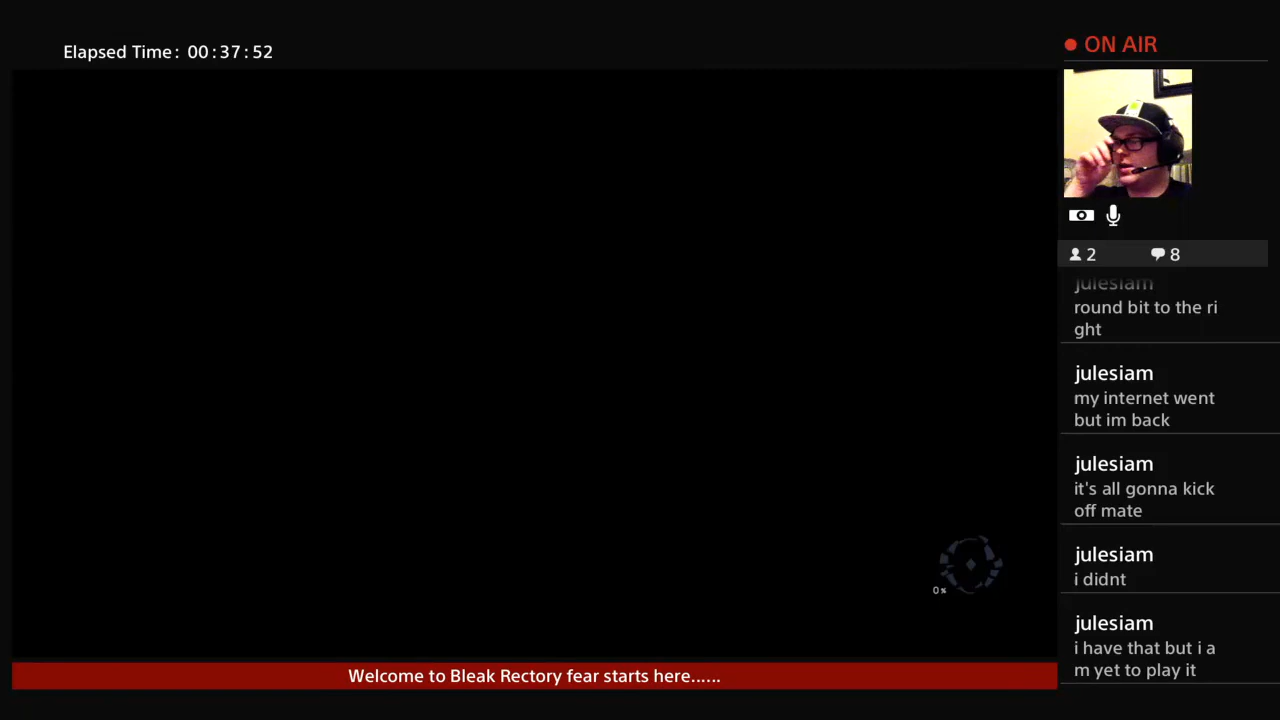 Elapsed Time: 00:37:52
ON AIR
2
8
julesiam
round bit to the ri
ght
julesiam
my internet went
but im back
julesiam
it's all gonna kick
off mate
julesiam
i didnt
julesiam
i have that but i a
m yet to play it
0%
Welcome to Bleak Rectory fear starts here......